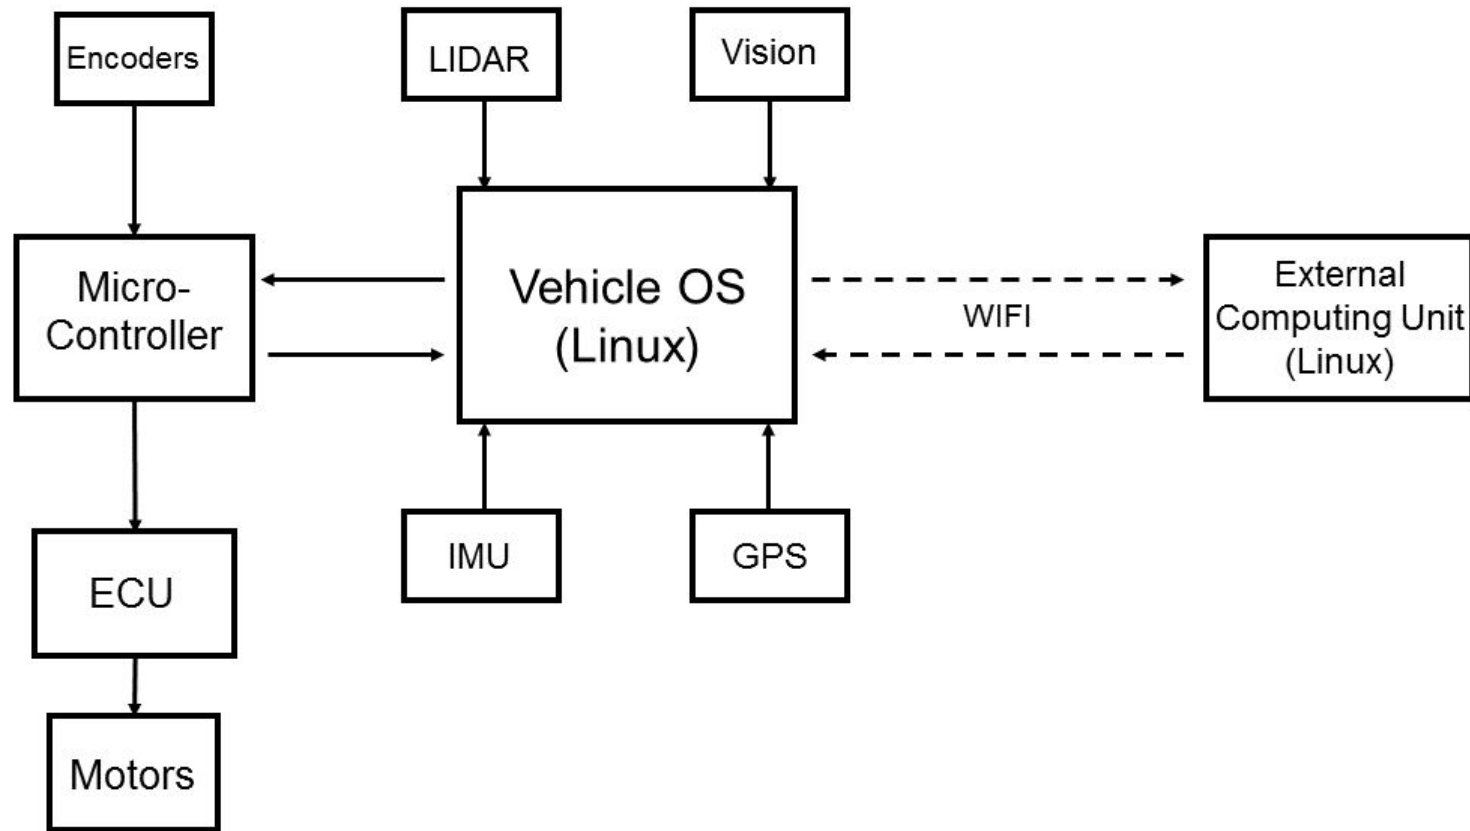 Encoders
LIDAR
Vision
Micro-
Controller
Vehicle OS
(Linux)
WIFI
External
Computing Unit
(Linux)
IMU
GPS
ECU
Motors